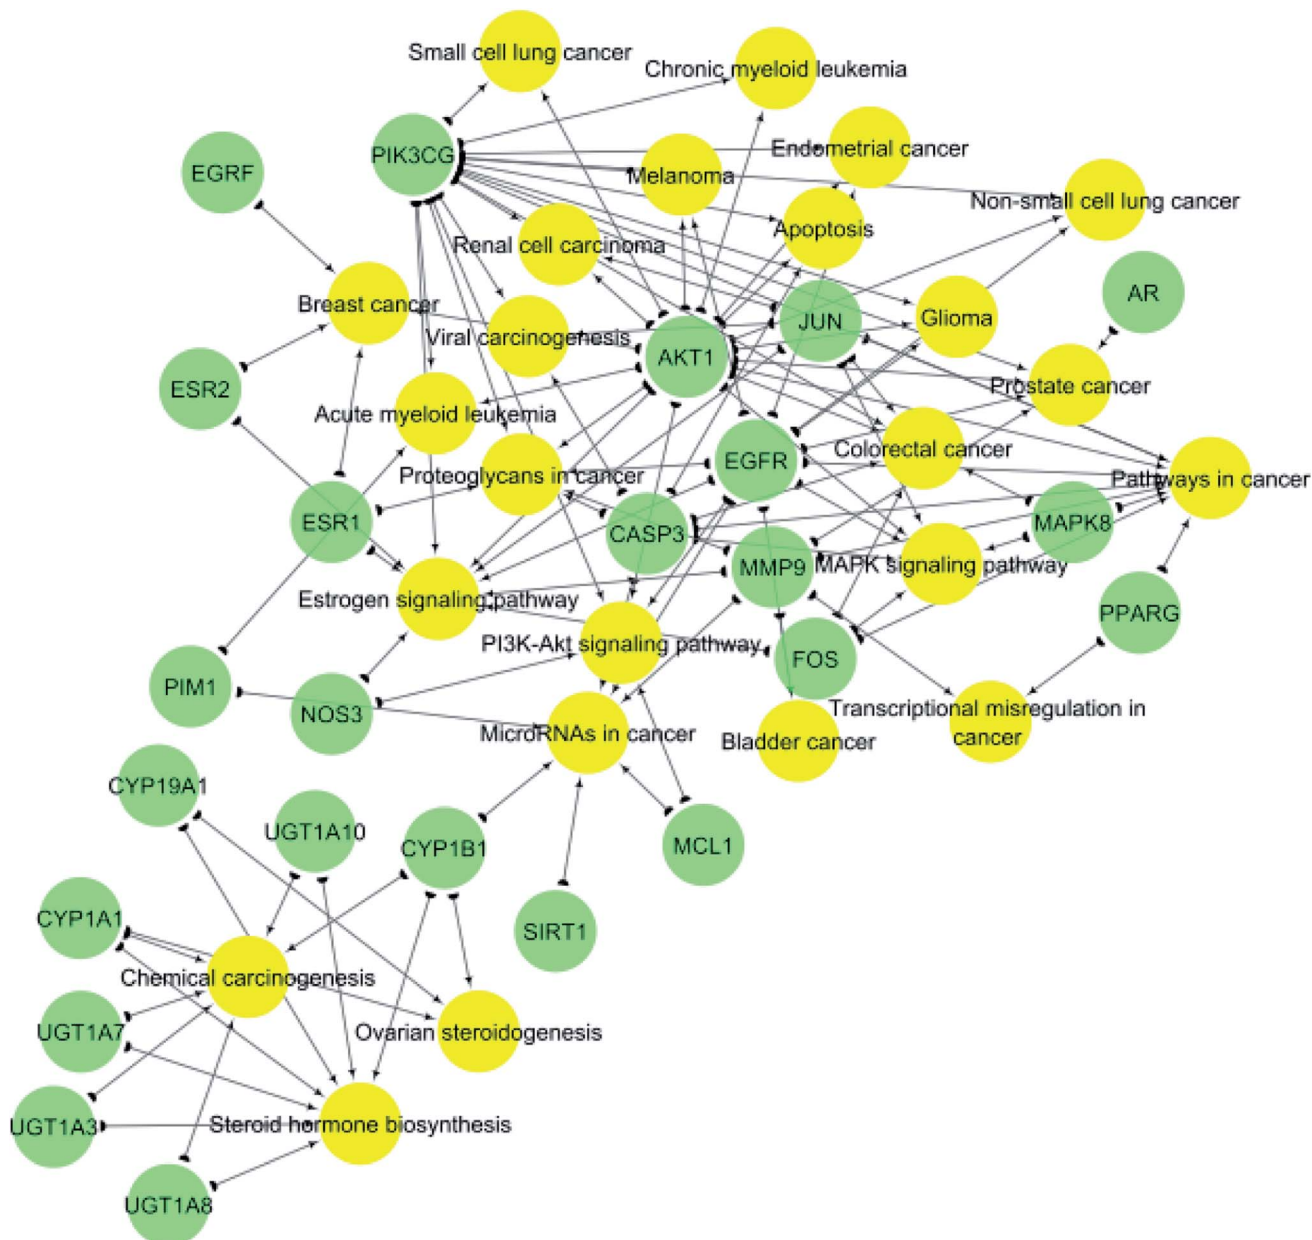 Small cell lung cancer
Chronic myeloid leukemia
PIK3CG
Endometrial cancer
EGRF
Melanoma
Non-small cell lung cancer
Apoptosis
Renal cell carcinoma
AR
Breast cancer
JUN
Glioma
Viral carcinogenesis
AKT1
ESR2
Prostate cancer
Acute myeloid leukemia
Colorectal cancer
EGFR
Proteoglycans in cancer
Pathways in cancer
ESR1
MAPK8
CASP3
MMP9
MAPK signaling pathway
Estrogen signaling pathway
PPARG
PI3K-Akt signaling pathway
FOS
PIM1
NOS3
Transcriptional misregulation in
cancer
MicroRNAs in cancer
Bladder cancer
CYP19A1
UGT1A10
CYP1B1
MCL1
CYP1A1
SIRT1
Chemical carcinogenesis
UGT1A7
Ovarian steroidogenesis
UGT1A3
Steroid hormone biosynthesis
UGT1A8